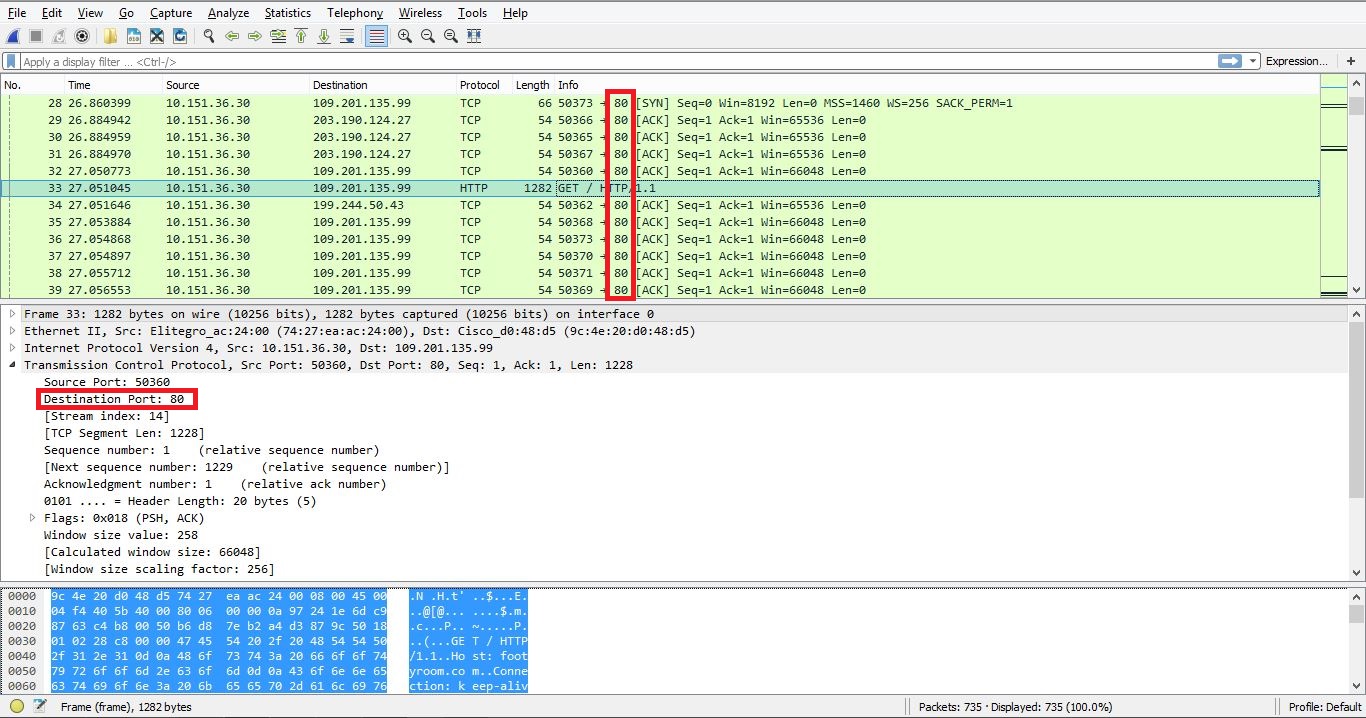 File Edit View Go Capture Analyze Statistics Telephony Wireless Tools Help
Apply a display filter ... <Ctrl-/> Expression... +
No. Time Source Destination Protocol Length Info
28 26.860399 10.151.36.30 109.201.135.99 TCP 66 50373 → 80 [SYN] Seq=0 Win=8192 Len=0 MSS=1460 WS=256 SACK_PERM=1
29 26.884942 10.151.36.30 203.190.124.27 TCP 54 50366 → 80 [ACK] Seq=1 Ack=1 Win=65536 Len=0
30 26.884959 10.151.36.30 203.190.124.27 TCP 54 50365 → 80 [ACK] Seq=1 Ack=1 Win=65536 Len=0
31 26.884970 10.151.36.30 203.190.124.27 TCP 54 50367 → 80 [ACK] Seq=1 Ack=1 Win=65536 Len=0
32 27.050773 10.151.36.30 109.201.135.99 TCP 54 50360 → 80 [ACK] Seq=1 Ack=1 Win=66048 Len=0
33 27.051045 10.151.36.30 109.201.135.99 HTTP 1282 GET / HTTP/1.1
34 27.051646 10.151.36.30 199.244.50.43 TCP 54 50362 → 80 [ACK] Seq=1 Ack=1 Win=65536 Len=0
35 27.053884 10.151.36.30 109.201.135.99 TCP 54 50368 → 80 [ACK] Seq=1 Ack=1 Win=66048 Len=0
36 27.054868 10.151.36.30 109.201.135.99 TCP 54 50373 → 80 [ACK] Seq=1 Ack=1 Win=66048 Len=0
37 27.054897 10.151.36.30 109.201.135.99 TCP 54 50370 → 80 [ACK] Seq=1 Ack=1 Win=66048 Len=0
38 27.055712 10.151.36.30 109.201.135.99 TCP 54 50371 → 80 [ACK] Seq=1 Ack=1 Win=66048 Len=0
39 27.056553 10.151.36.30 109.201.135.99 TCP 54 50369 → 80 [ACK] Seq=1 Ack=1 Win=66048 Len=0
Frame 33: 1282 bytes on wire (10256 bits), 1282 bytes captured (10256 bits) on interface 0
Ethernet II, Src: Elitegro_ac:24:00 (74:27:ea:ac:24:00), Dst: Cisco_d0:48:d5 (9c:4e:20:d0:48:d5)
Internet Protocol Version 4, Src: 10.151.36.30, Dst: 109.201.135.99
Transmission Control Protocol, Src Port: 50360, Dst Port: 80, Seq: 1, Ack: 1, Len: 1228
Source Port: 50360
Destination Port: 80
[Stream index: 14]
[TCP Segment Len: 1228]
Sequence number: 1 (relative sequence number)
[Next sequence number: 1229 (relative sequence number)]
Acknowledgment number: 1 (relative ack number)
0101 .... = Header Length: 20 bytes (5)
Flags: 0x018 (PSH, ACK)
Window size value: 258
[Calculated window size: 66048]
[Window size scaling factor: 256]
0000 9c 4e 20 d0 48 d5 74 27 ea ac 24 00 08 00 45 00 .N .H.t' ..$...E.
0010 04 f4 40 5b 40 00 80 06 00 00 0a 97 24 1e 6d c9 ..@[@... ....$.m.
0020 87 63 c4 b8 00 50 b6 d8 7e b2 a4 d3 87 9c 50 18 .c...P.. ~.....P.
0030 01 02 28 c8 00 00 47 45 54 20 2f 20 48 54 54 50 ..(...GE T / HTTP
0040 2f 31 2e 31 0d 0a 48 6f 73 74 3a 20 66 6f 6f 74 /1.1..Ho st: foot
0050 79 72 6f 6f 6d 2e 63 6f 6d 0d 0a 43 6f 6e 6e 65 yroom.co m..Conne
0060 63 74 69 6f 6e 3a 20 6b 65 65 70 2d 61 6c 69 76 ction: k eep-aliv
Frame (frame), 1282 bytes Packets: 735 · Displayed: 735 (100.0%) Profile: Default